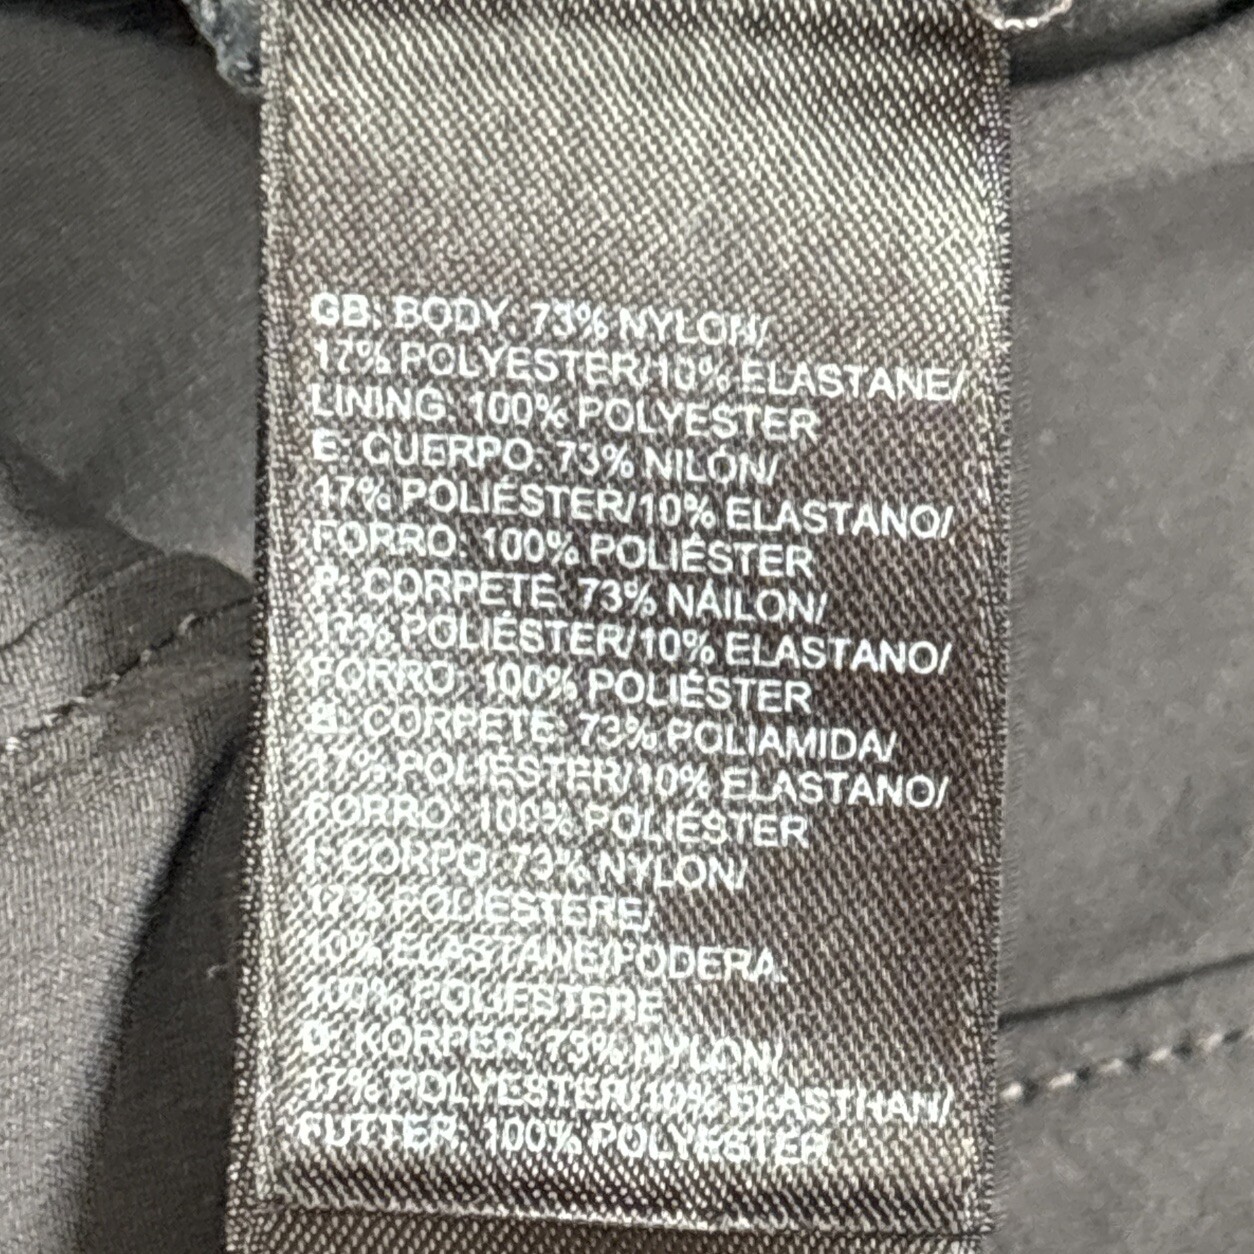 GB: BODY: 73% NYLON/
17% POLYESTER/10% ELASTANE/
LINING: 100% POLYESTER
E: CUERPO: 73% NILÓN/
17% POLIÉSTER/10% ELASTANO/
FORRO: 100% POLIÉSTER
P: CORPETE: 73% NÁILON/
17% POLIÉSTER/10% ELASTANO/
FORRO: 100% POLIÉSTER
B: CORPETE: 73% POLIAMIDA/
17% POLIÉSTER/10% ELASTANO/
FORRO: 100% POLIÉSTER
I: CORPO: 73% NYLON/
17% POLIESTERE/
10% ELASTANE/FODERA:
100% POLIESTERE
D: KÖRPER: 73% NYLON/
17% POLYESTER/10% ELASTHAN/
FUTTER: 100% POLYESTER